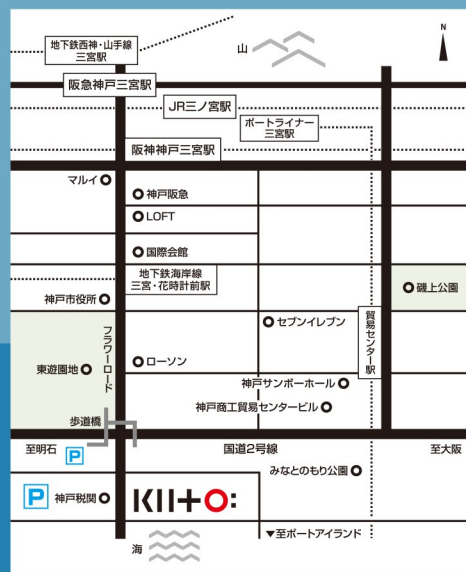 N
地下鉄西神・山手線
三宮駅
山
阪急神戸三宮駅
JR三ノ宮駅
ポートライナー
三宮駅
阪神神戸三宮駅
マルイ
神戸阪急
LOFT
国際会館
地下鉄海岸線
三宮・花時計前駅
磯上公園
神戸市役所
セブンイレブン
貿易センター駅
フラワーロード
ローソン
東遊園地
神戸サンボーホール
神戸商工貿易センタービル
歩道橋
至明石
P
国道2号線
至大阪
みなとのもり公園
P
神戸税関
KIITO:
▼至ポートアイランド
海